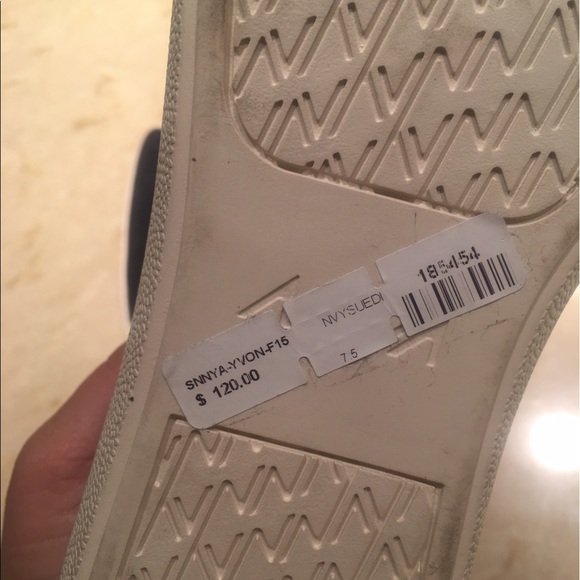 SNNYA-YVON-F15
$ 120.00
NVYSUEDE
7.5
185454